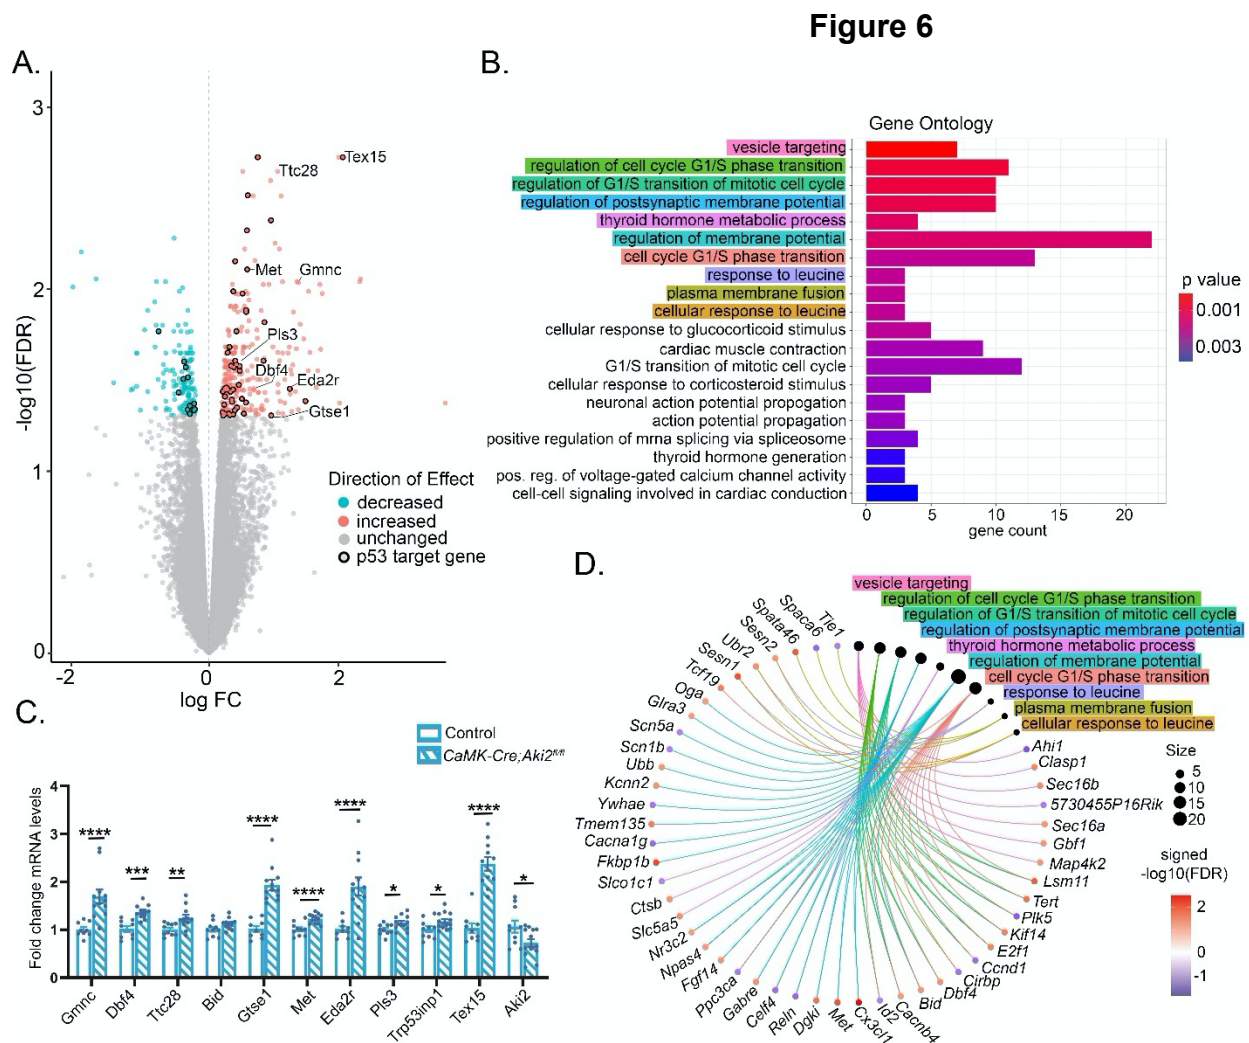 Figure 6
A.
3
2
1
0
-log10(FDR)
-2
0
2
log FC
Tex15
Ttc28
Met
Gmnc
Pls3
Dbf4
Eda2r
Gtse1
Direction of Effect
decreased
increased
unchanged
p53 target gene
B.
Gene Ontology
vesicle targeting
regulation of cell cycle G1/S phase transition
regulation of G1/S transition of mitotic cell cycle
regulation of postsynaptic membrane potential
thyroid hormone metabolic process
regulation of membrane potential
cell cycle G1/S phase transition
response to leucine
plasma membrane fusion
cellular response to leucine
cellular response to glucocorticoid stimulus
cardiac muscle contraction
G1/S transition of mitotic cell cycle
cellular response to corticosteroid stimulus
neuronal action potential propogation
action potential propagation
positive regulation of mrna splicing via spliceosome
thyroid hormone generation
pos. reg. of voltage-gated calcium channel activity
cell-cell signaling involved in cardiac conduction
0
5
10
15
20
gene count
p value
0.001
0.003
C.
Control
CaMK-Cre;Aki2fl/fl
Fold change mRNA levels
4
3
2
1
0
****
***
**
****
****
****
*
*
****
*
Gmnc
Dbf4
Ttc28
Bid
Gtse1
Met
Eda2r
Pls3
Trp53inp1
Tex15
Aki2
D.
vesicle targeting
regulation of cell cycle G1/S phase transition
regulation of G1/S transition of mitotic cell cycle
regulation of postsynaptic membrane potential
thyroid hormone metabolic process
regulation of membrane potential
cell cycle G1/S phase transition
response to leucine
plasma membrane fusion
cellular response to leucine
Ahi1
Clasp1
Sec16b
5730455P16Rik
Sec16a
Gbf1
Map4k2
Lsm11
Tert
Plk5
Kif14
E2f1
Ccnd1
Cirbp
Dbf4
Bid
Cacnb4
Id2
Cx3cl1
Met
Dgki
Reln
Celf4
Gabre
Ppc3ca
Fgf14
Npas4
Nr3c2
Slc5a5
Ctsb
Slco1c1
Fkbp1b
Cacna1g
Tmem135
Ywhae
Kcnn2
Ubb
Scn1b
Scn5a
Glra3
Oga
Tcf19
Sesn1
Ubr2
Sesn2
Spata46
Spaca6
Tie1
Size
5
10
15
20
signed
-log10(FDR)
2
0
-1